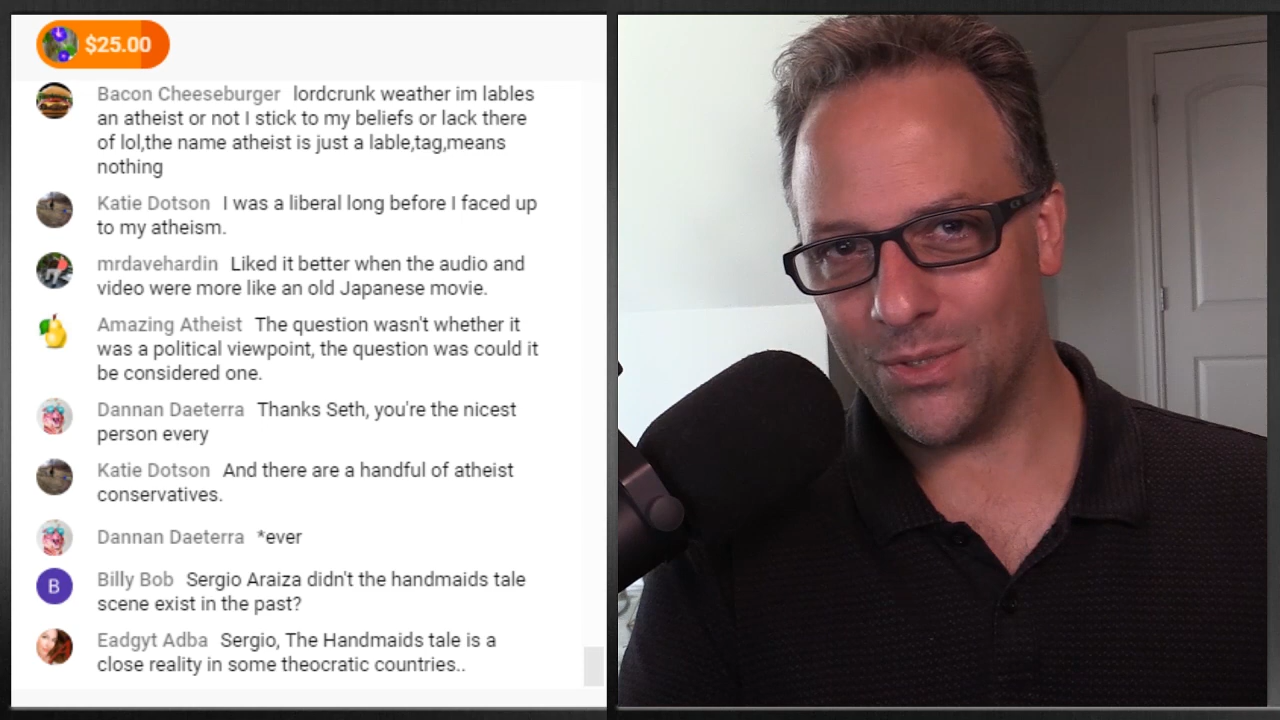 $25.00
Bacon Cheeseburger lordcrunk weather im lables
an atheist or not I stick to my beliefs or lack there
of lol,the name atheist is just a lable,tag,means
nothing
Katie Dotson I was a liberal long before I faced up
to my atheism.
mrdavehardin Liked it better when the audio and
video were more like an old Japanese movie.
Amazing Atheist The question wasn't whether it
was a political viewpoint, the question was could it
be considered one.
Dannan Daeterra Thanks Seth, you're the nicest
person every
Katie Dotson And there are a handful of atheist
conservatives.
Dannan Daeterra *ever
B
Billy Bob Sergio Araiza didn't the handmaids tale
scene exist in the past?
Eadgyt Adba Sergio, The Handmaids tale is a
close reality in some theocratic countries..